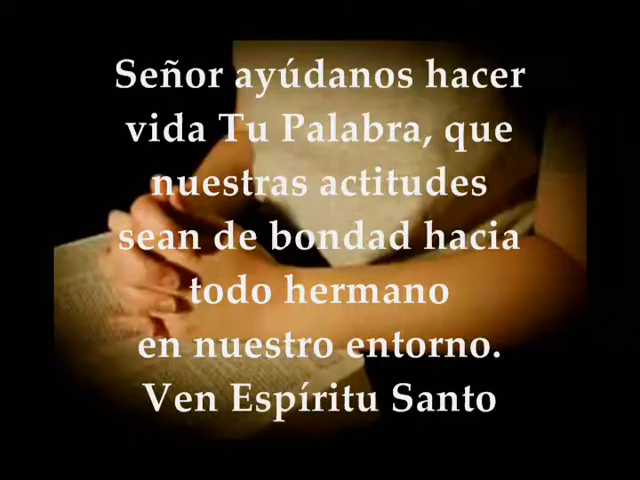 Señor ayúdanos hacer
vida Tu Palabra, que
nuestras actitudes
sean de bondad hacia
todo hermano
en nuestro entorno.
Ven Espíritu Santo